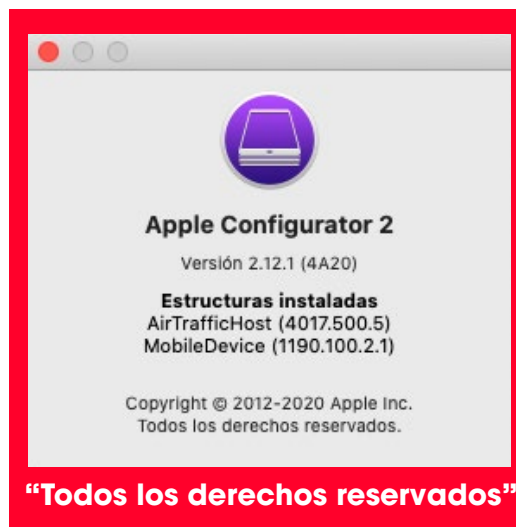 Apple Configurator 2
Versión 2.12.1 (4A20)
Estructuras instaladas
AirTrafficHost (4017.500.5)
MobileDevice (1190.100.2.1)
Copyright © 2012-2020 Apple Inc.
Todos los derechos reservados.
“Todos los derechos reservados”